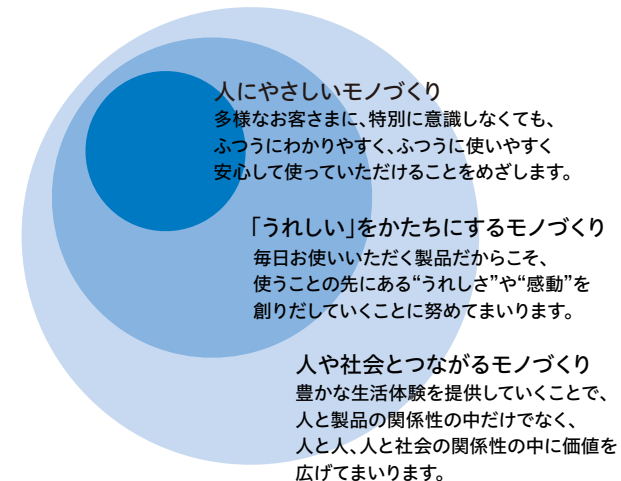 人にやさしいモノづくり
多様なお客さまに、特別に意識しなくても、
ふつうにわかりやすく、ふつうに使いやすく
安心して使っていただけることをめざします。
「うれしい」をかたちにするモノづくり
毎日お使いいただく製品だからこそ、
使うことの先にある“うれしさ”や“感動”を
創りだしていくことに努めてまいります。
人や社会とつながるモノづくり
豊かな生活体験を提供していくことで、
人と製品の関係性の中だけでなく、
人と人、人と社会の関係性の中に価値を
広げてまいります。